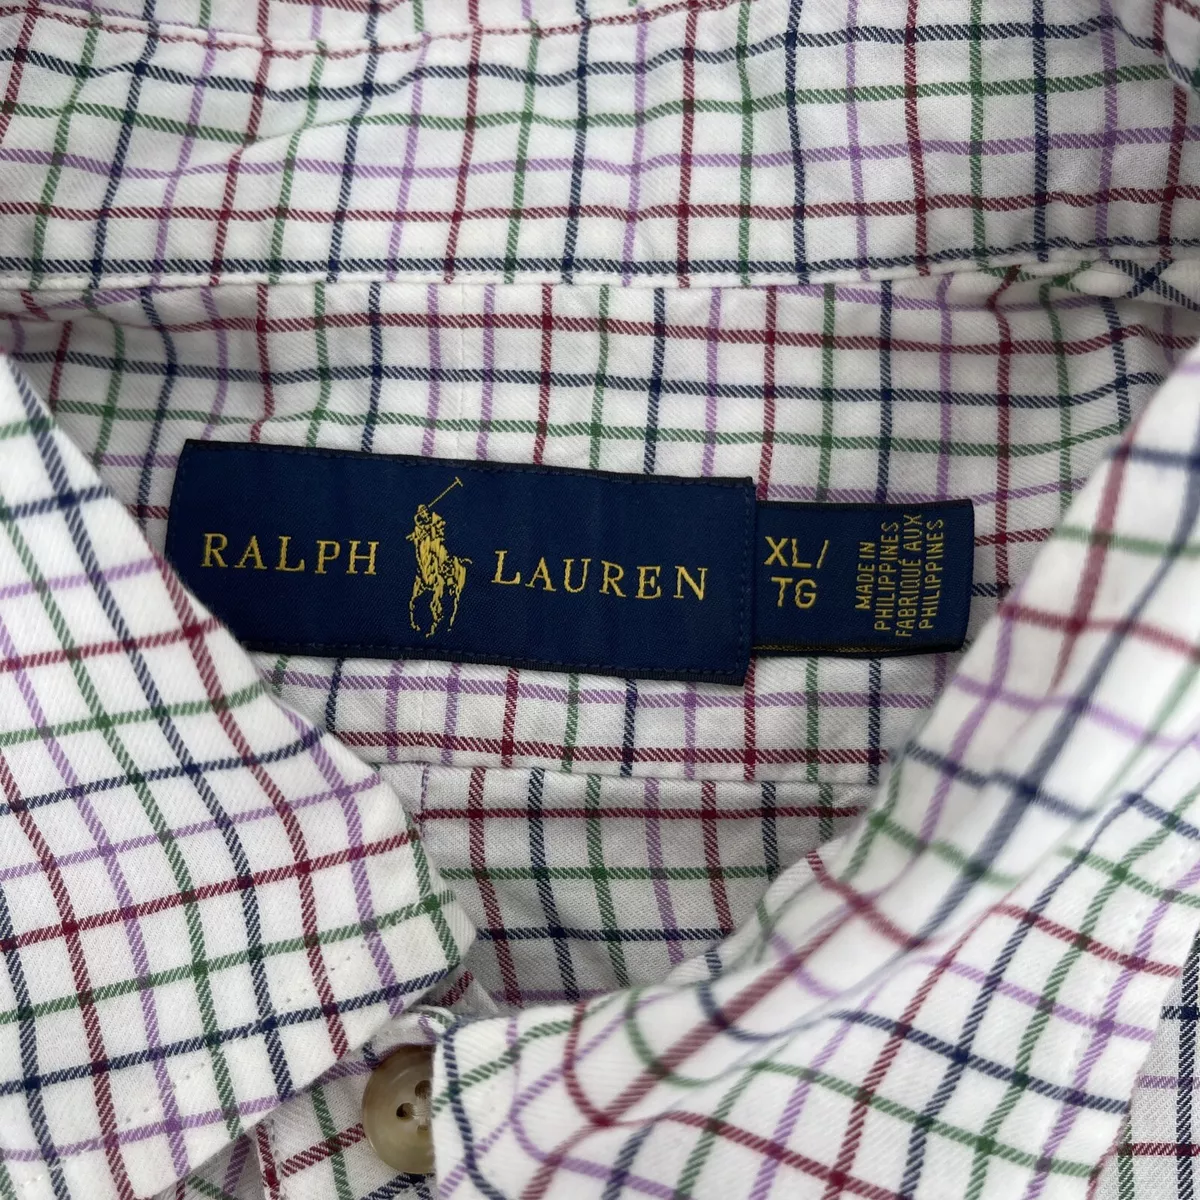 RALPH LAUREN
XL/
TG
MADE IN
PHILIPPINES
FABRIQUÉ AUX
PHILIPPINES